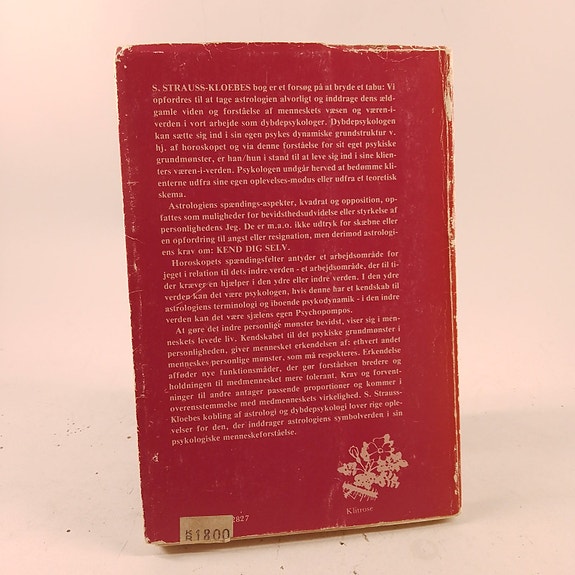 S. STRAUSS-KLOEBES bog er et forsøg på at bryde et tabu: Vi
opfordres til at tage astrologien alvorligt og inddrage dens æld-
gamle viden og forståelse af menneskets væsen og væren-i-
verden i vort arbejde som dybdepsykologer. Dybdepsykologen
kan sætte sig ind i sin egen psykes dynamiske grundstruktur v.
hj. af horoskopet og via denne forståelse for sit eget psykiske
grundmønster, er han/hun i stand til at leve sig ind i sine klien-
ters væren-i-verden. Psykologen undgår herved at bedømme kli-
enterne udfra sine egen oplevelses-modus eller udfra et teoretisk
skema.
Astrologiens spændings-aspekter, kvadrat og opposition, op-
fattes som muligheder for bevidsthedsudvidelse eller styrkelse af
personlighedens Jeg. De er m.a.o. ikke udtryk for skæbne eller
en opfordring til angst eller resignation, men derimod astrologi-
ens krav om: KEND DIG SELV.
Horoskopets spændingsfelter antyder et arbejdsområde for
jeget i relation til dets indre verden - et arbejdsområde, der til ti-
der kræver en hjælper i den ydre eller indre verden. I den ydre
verden kan det være psykologen, hvis denne har et kendskab til
astrologiens terminologi og iboende psykodynamik - i den indre
verden kan det være sjælens egen Psychopompos.
At gøre det indre personlige mønster bevidst, viser sig i men-
neskets levede liv. Kendskabet til det psykiske grundmønster i
personligheden, giver mennesket erkendelsen af: ethvert andet
menneskes personlige mønster, som må respekteres. Erkendelse
afføder nye funktionsmåder, der gør forståelsen bredere og
holdningen til medmennesket mere tolerant. Krav og forvent-
ninger til andre antager passende proportioner og kommer i
overensstemmelse med medmenneskets virkelighed. S. Strauss-
Kloebes kobling af astrologi og dybdepsykologi lover rige ople-
velser for den, der inddrager astrologiens symbolverden i sin
psykologiske menneskeforståelse.
Klitrose
2827
1800